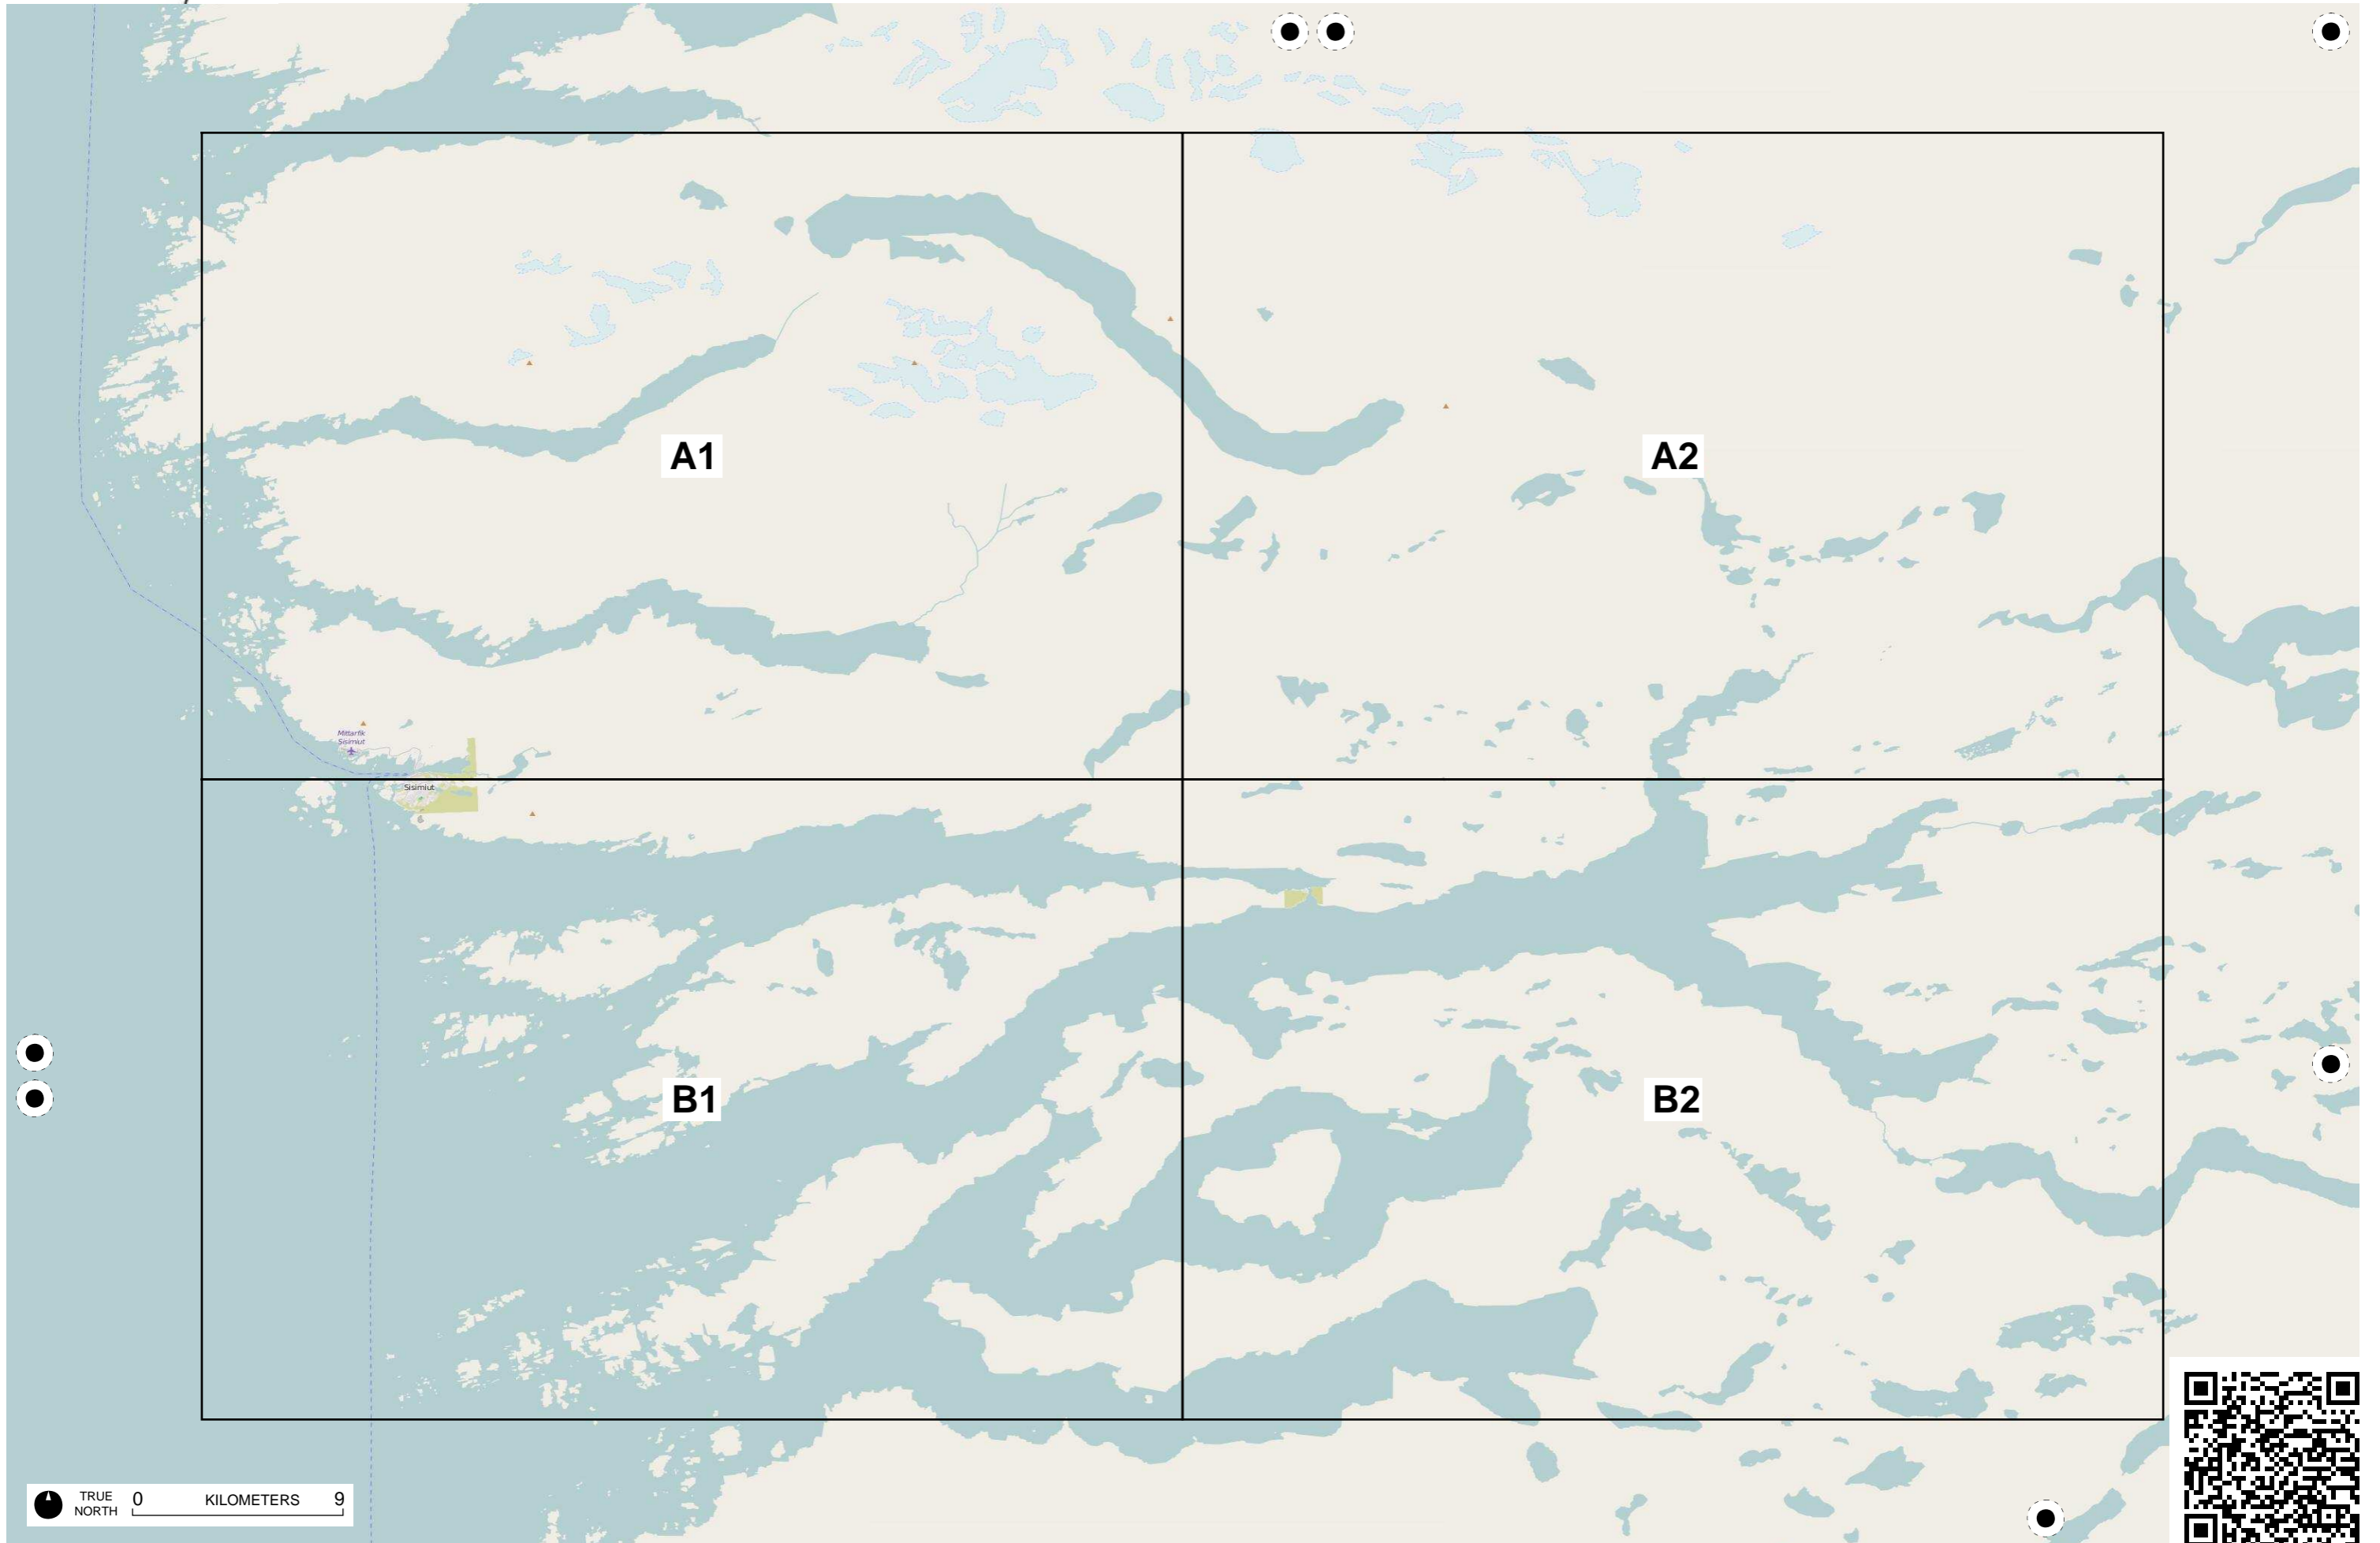 A1
A2
Mittarfik
Sisimiut
Sisimiut
B1
B2
TRUE
NORTH
0 KILOMETERS 9